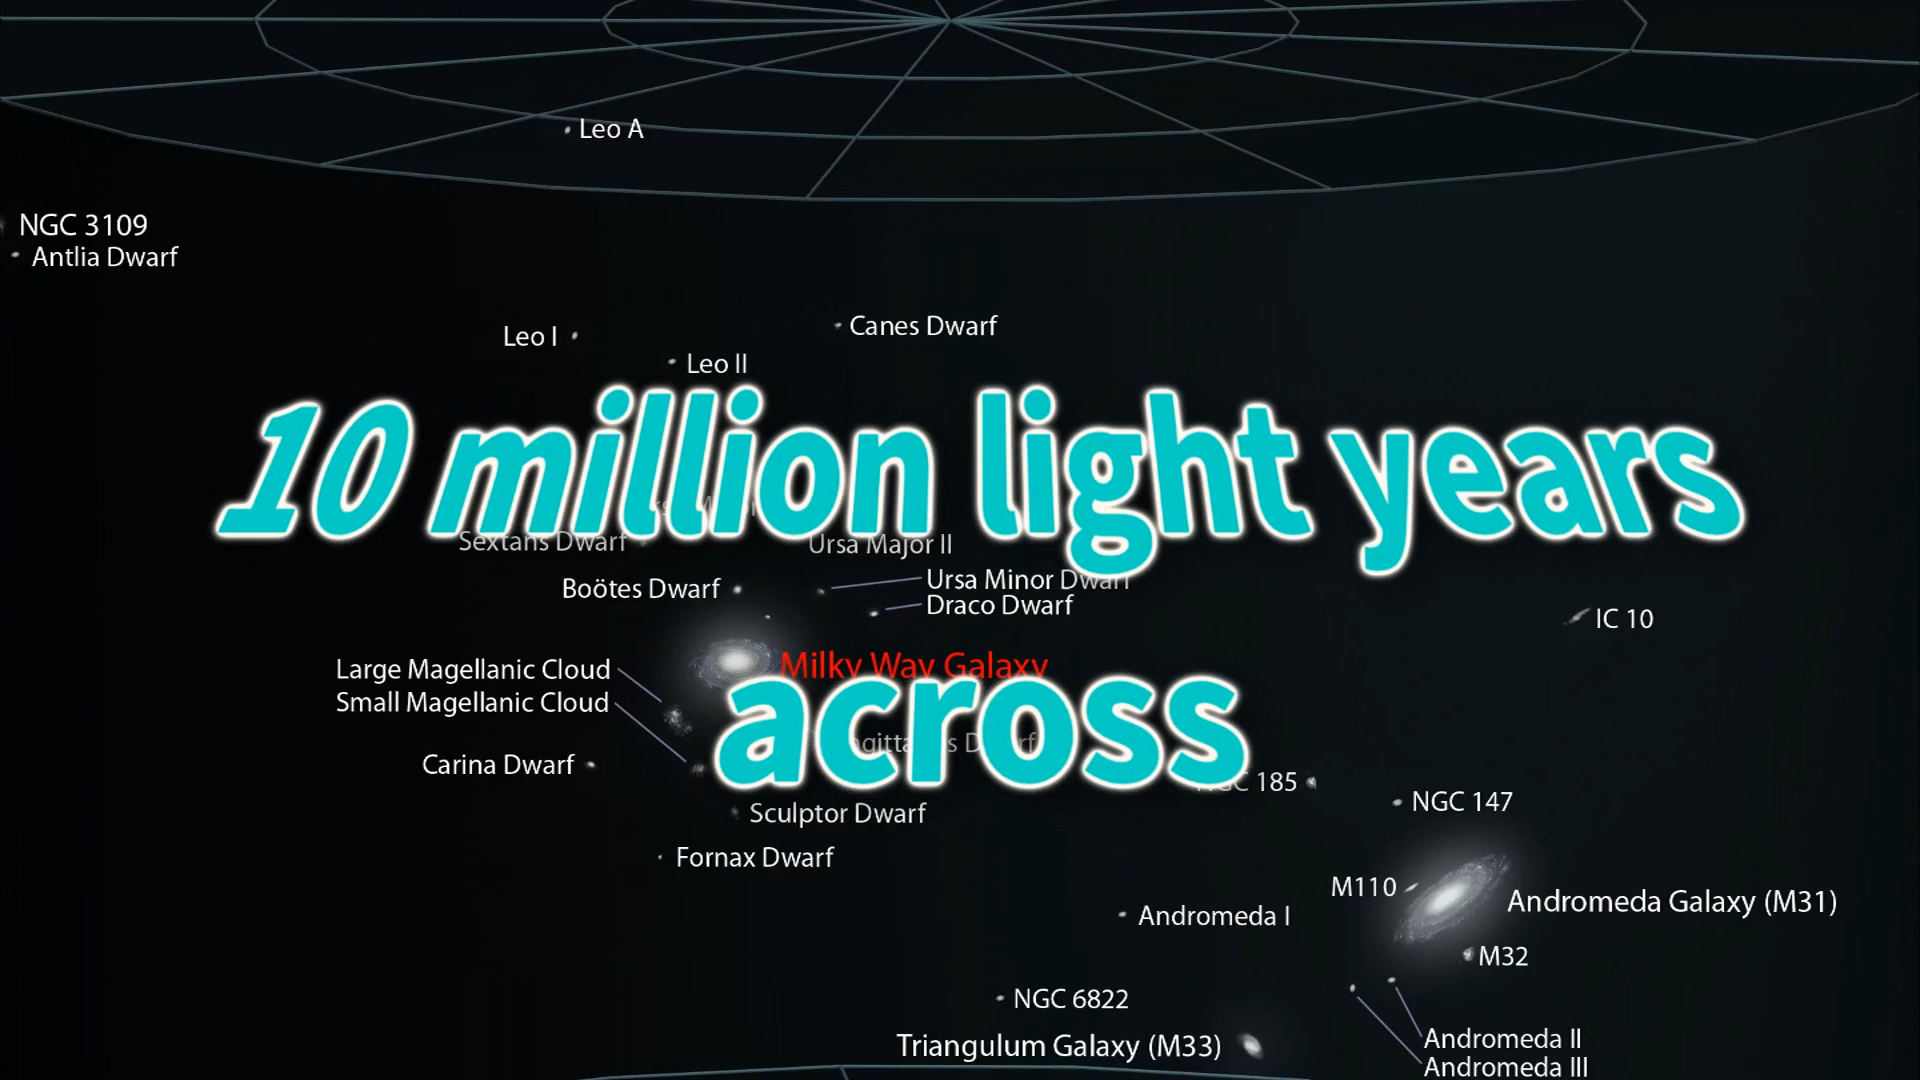 Leo A
NGC 3109
Antlia Dwarf
Canes Dwarf
Leo I
Leo II
10 million light years
across
Sextans Dwarf
Ursa Major II
Ursa Minor Dwarf
Boötes Dwarf
Draco Dwarf
IC 10
Milky Way Galaxy
Large Magellanic Cloud
Small Magellanic Cloud
Carina Dwarf
NGC 185
NGC 147
Sculptor Dwarf
Fornax Dwarf
M110
Andromeda Galaxy (M31)
Andromeda I
M32
NGC 6822
Triangulum Galaxy (M33)
Andromeda II
Andromeda III